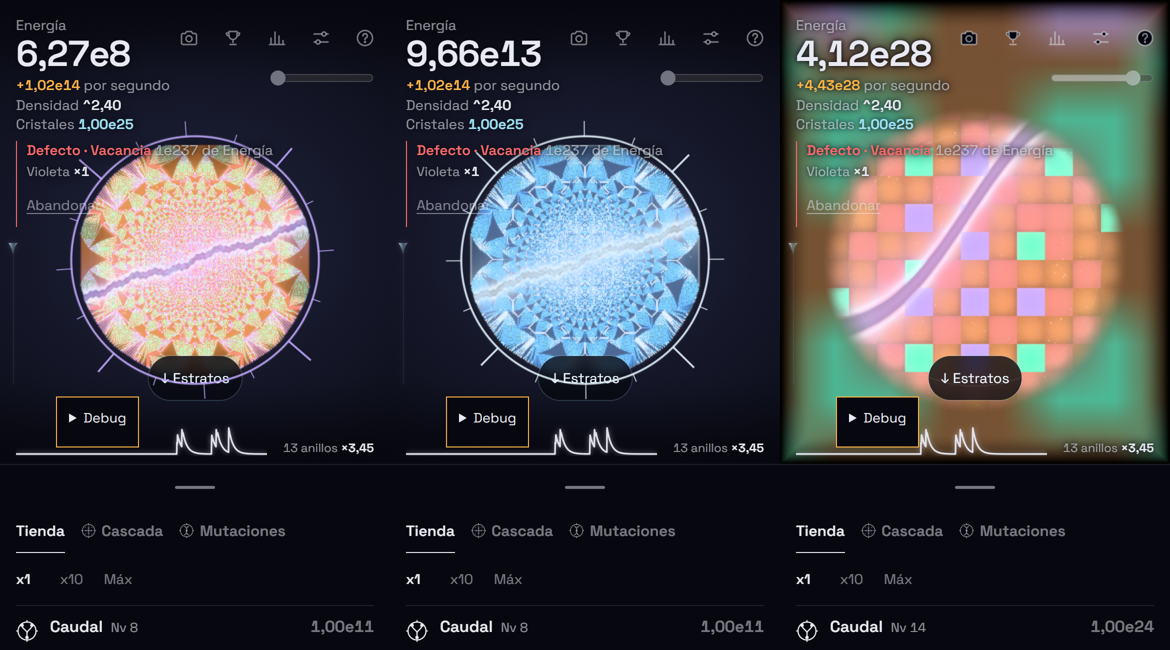 Energía
6,27e8
+1,02e14 por segundo
Densidad ^2,40
Cristales 1,00e25
Defecto · Vacancia 1e237 de Energía
Violeta ×1
Abandonar
↓ Estratos
▶ Debug
13 anillos ×3,45
Tienda Cascada Mutaciones
x1 x10 Máx
Caudal Nv 8 1,00e11
Energía
9,66e13
+1,02e14 por segundo
Densidad ^2,40
Cristales 1,00e25
Defecto · Vacancia 1e237 de Energía
Violeta ×1
Abandonar
↓ Estratos
▶ Debug
13 anillos ×3,45
Tienda Cascada Mutaciones
x1 x10 Máx
Caudal Nv 8 1,00e11
Energía
4,12e28
+4,43e28 por segundo
Densidad ^2,40
Cristales 1,00e25
Defecto · Vacancia 1e237 de Energía
Violeta ×1
Abandonar
↓ Estratos
▶ Debug
13 anillos ×3,45
Tienda Cascada Mutaciones
x1 x10 Máx
Caudal Nv 14 1,00e24